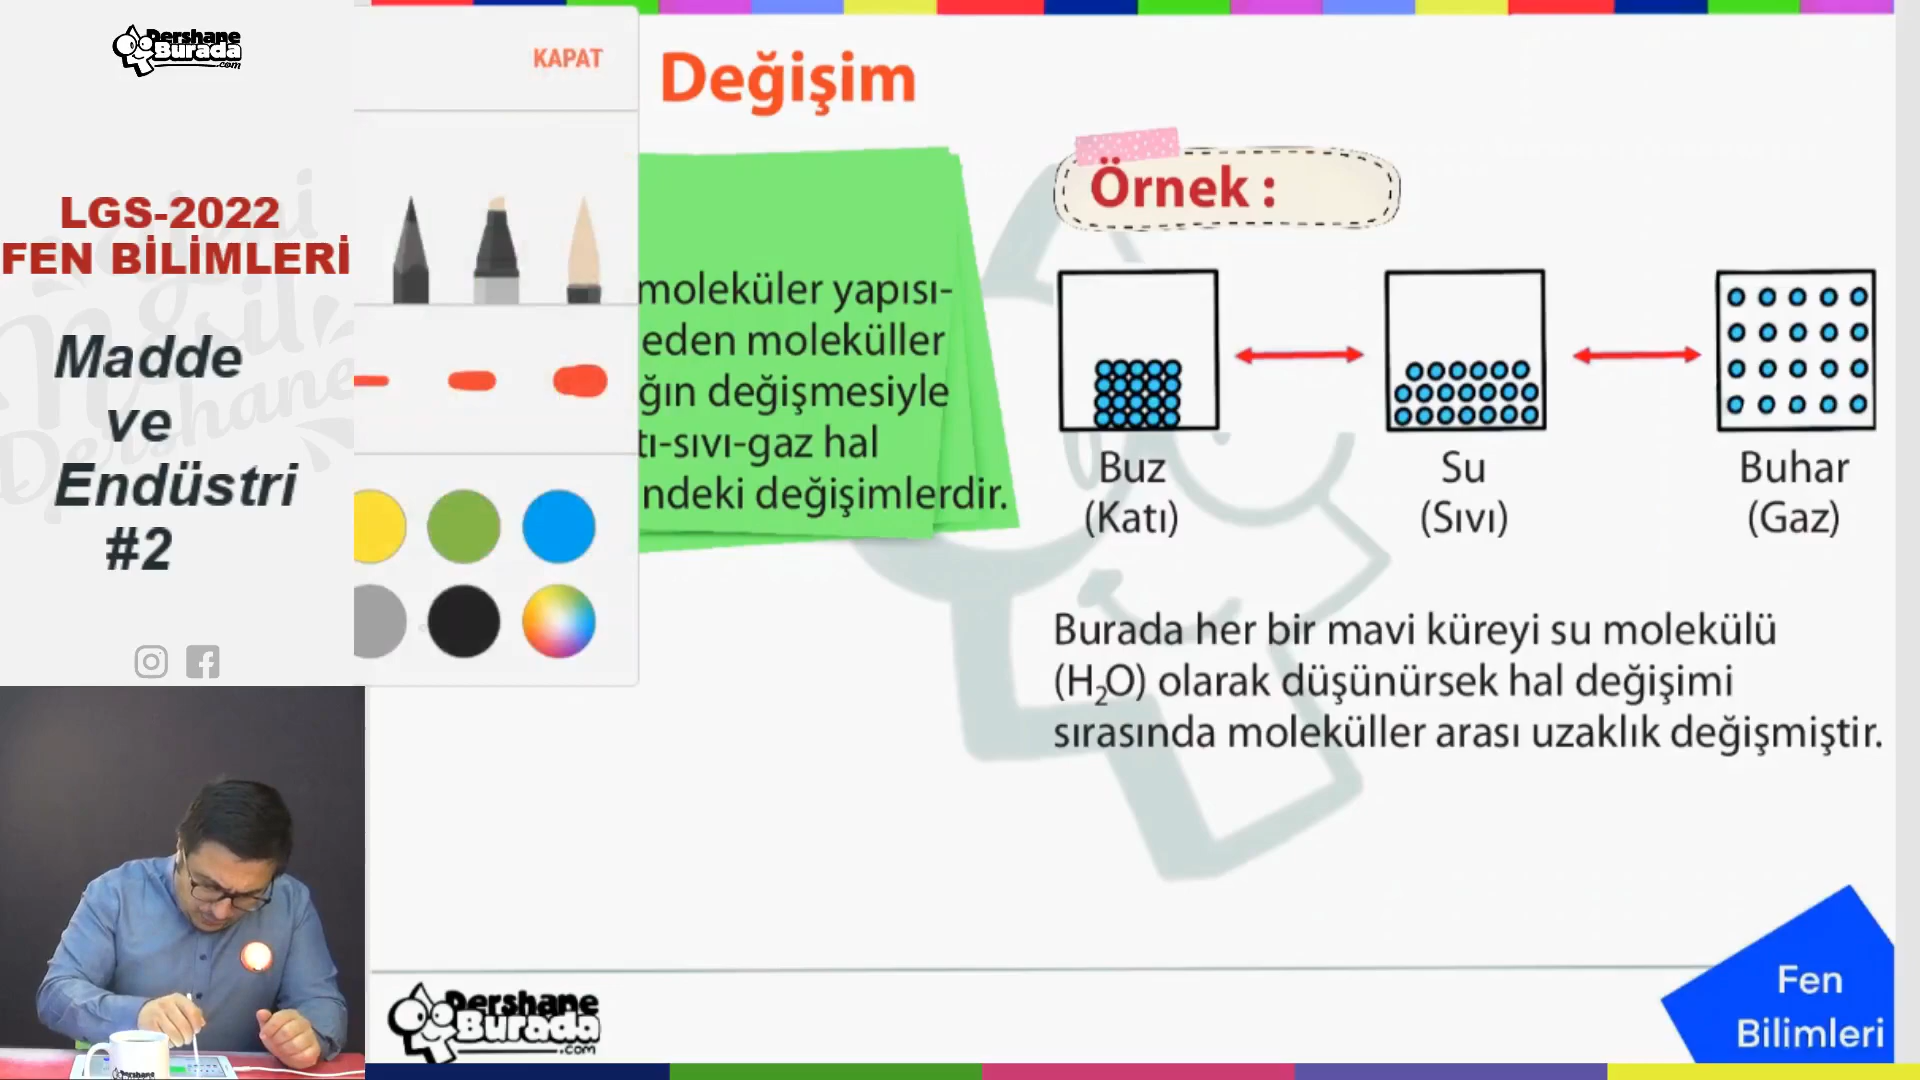 Dershane
Burada
.com
LGS-2022
FEN BİLİMLERİ
Madde
ve
Endüstri
#2
KAPAT
Değişim
moleküler yapısı-
eden moleküller
ğın değişmesiyle
tı-sıvı-gaz hal
ndeki değişimlerdir.
Örnek :
Buz
(Katı)
Su
(Sıvı)
Buhar
(Gaz)
Burada her bir mavi küreyi su molekülü
(H₂O) olarak düşünürsek hal değişimi
sırasında moleküller arası uzaklık değişmiştir.
Dershane
Burada
.com
Fen
Bilimleri